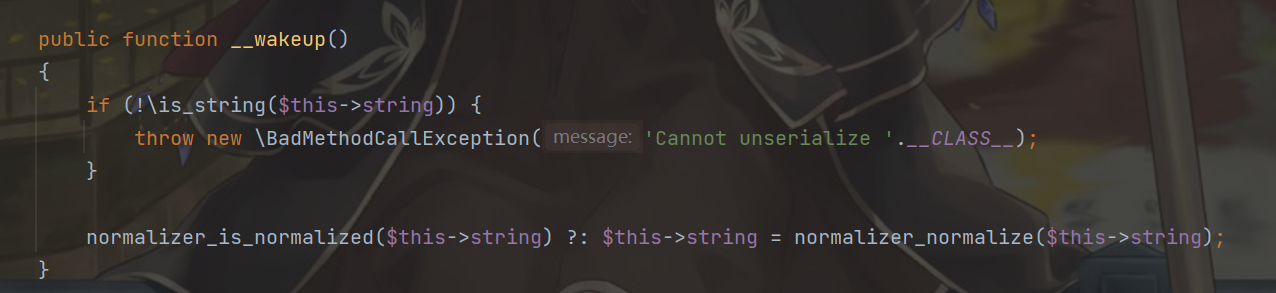 public function __wakeup()
{
    if (!\is_string($this->string)) {
        throw new \BadMethodCallException( message: 'Cannot unserialize '.__CLASS__);
    }

    normalizer_is_normalized($this->string) ?: $this->string = normalizer_normalize($this->string);
}